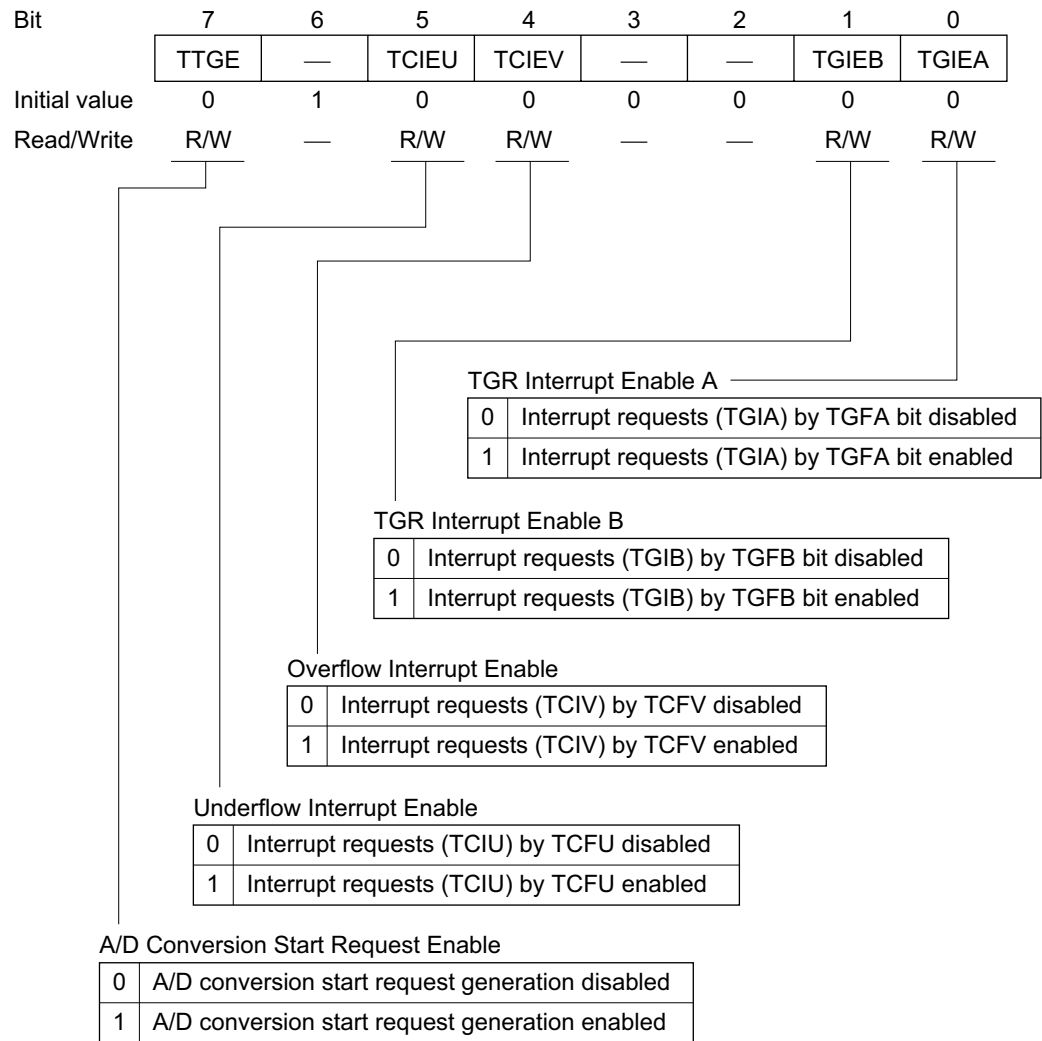 Bit 7 6 5 4 3 2 1 0
TTGE — TCIEU TCIEV — — TGIEB TGIEA
Initial value 0 1 0 0 0 0 0 0
Read/Write R/W — R/W R/W — — R/W R/W
TGR Interrupt Enable A
0 Interrupt requests (TGIA) by TGFA bit disabled
1 Interrupt requests (TGIA) by TGFA bit enabled
TGR Interrupt Enable B
0 Interrupt requests (TGIB) by TGFB bit disabled
1 Interrupt requests (TGIB) by TGFB bit enabled
Overflow Interrupt Enable
0 Interrupt requests (TCIV) by TCFV disabled
1 Interrupt requests (TCIV) by TCFV enabled
Underflow Interrupt Enable
0 Interrupt requests (TCIU) by TCFU disabled
1 Interrupt requests (TCIU) by TCFU enabled
A/D Conversion Start Request Enable
0 A/D conversion start request generation disabled
1 A/D conversion start request generation enabled